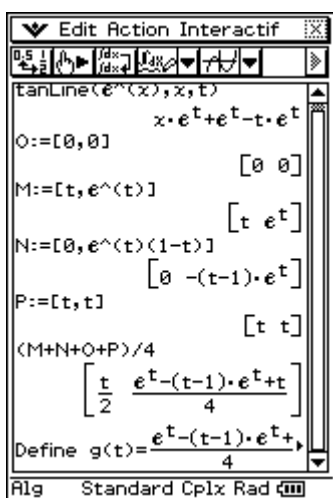 Edit Action Interactif
tanLine(e^(x),x,t)
x·e^t+e^t-t·e^t
O:=[0,0]
[0 0]
M:=[t,e^(t)]
[t e^t]
N:=[0,e^(t)(1-t)]
[0 -(t-1)·e^t]
P:=[t,t]
[t t]
(M+N+O+P)/4
[t/2 (e^t-(t-1)·e^t+t)/4]
Define g(t)=(e^t-(t-1)·e^t+)/4
Alg Standard Cplx Rad